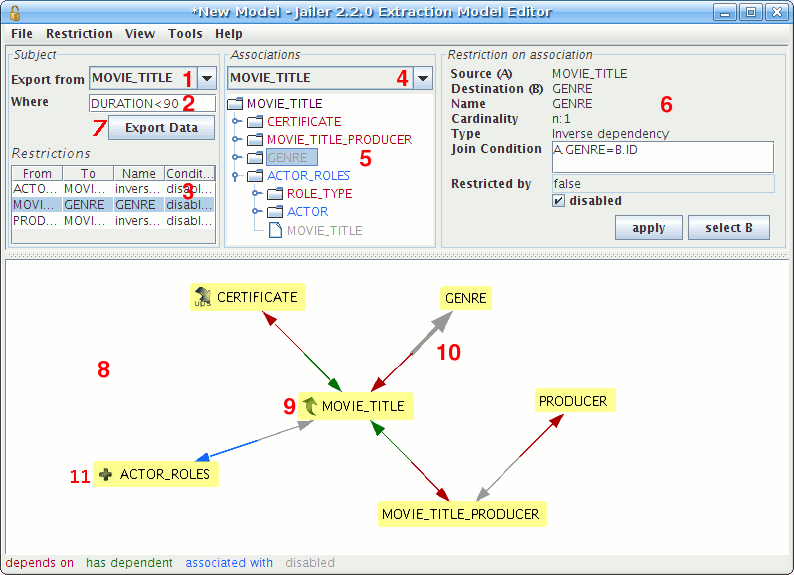 *New Model - Jailer 2.2.0 Extraction Model Editor
File Restriction View Tools Help
Subject
Export from MOVIE_TITLE 1
Where DURATION<90 2
7 Export Data
Restrictions
From To Name Condit...
ACTO... MOVI... invers... disabl...
3
MOVI... GENRE GENRE disabl...
PROD... MOVI... invers... disabl...
Associations
MOVIE_TITLE 4
MOVIE_TITLE
CERTIFICATE
MOVIE_TITLE_PRODUCER
GENRE 5
ACTOR_ROLES
ROLE_TYPE
ACTOR
MOVIE_TITLE
Restriction on association
Source (A) MOVIE_TITLE
Destination (B) GENRE
Name GENRE 6
Cardinality n:1
Type Inverse dependency
Join Condition A.GENRE=B.ID
Restricted by false
disabled
apply select B
CERTIFICATE
ups
GENRE
10
8
9 MOVIE_TITLE
PRODUCER
11 ACTOR_ROLES
MOVIE_TITLE_PRODUCER
depends on has dependent associated with disabled